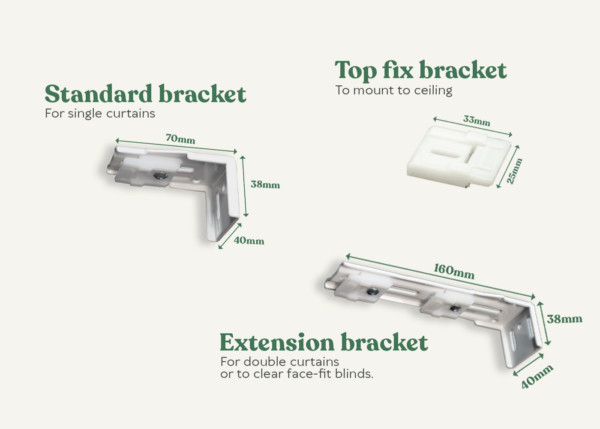 Standard bracket
For single curtains
70mm
38mm
40mm
Top fix bracket
To mount to ceiling
33mm
25mm
160mm
38mm
40mm
Extension bracket
For double curtains
or to clear face-fit blinds.